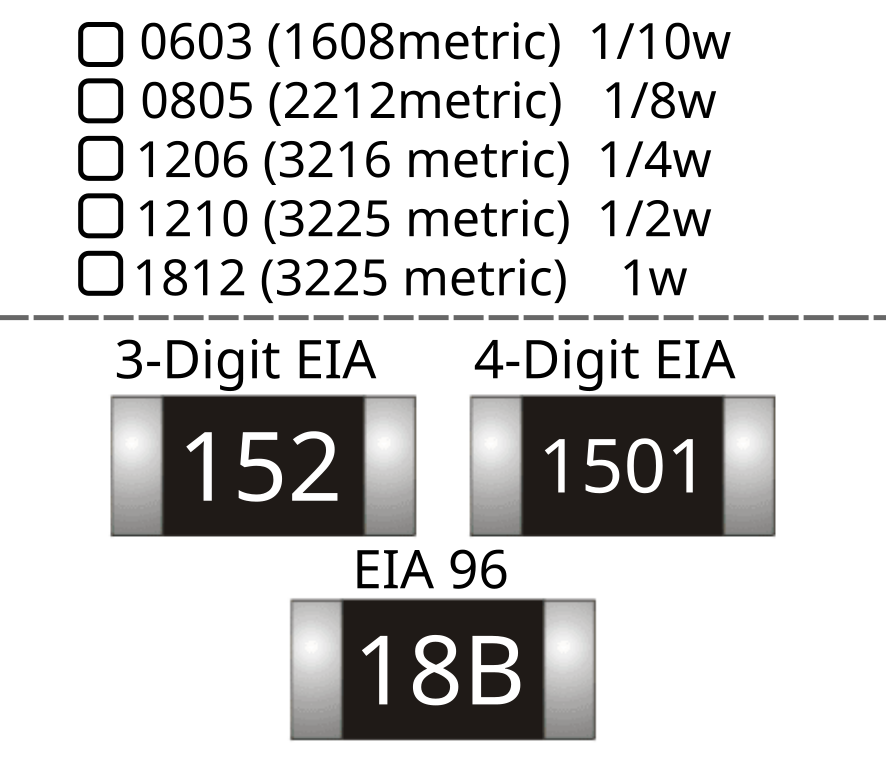 0603 (1608metric) 1/10w
0805 (2212metric) 1/8w
1206 (3216 metric) 1/4w
1210 (3225 metric) 1/2w
1812 (3225 metric) 1w
3-Digit EIA 4-Digit EIA
152 1501
EIA 96
18B